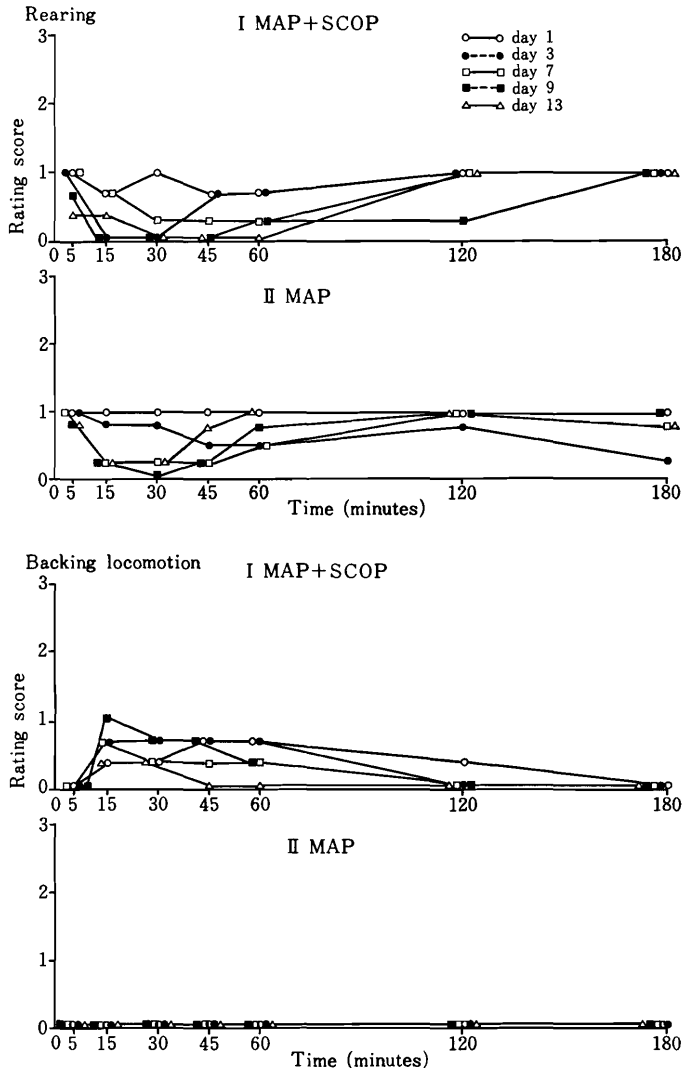 Rearing
I MAP+SCOP
day 1
day 3
day 7
day 9
day 13
Rating score
3
2
1
0
0 5 15 30 45 60 120 180
II MAP
3
2
1
0
0 5 15 30 45 60 120 180
Time (minutes)
Backing locomotion
I MAP+SCOP
Rating score
3
2
1
0
0 5 15 30 45 60 120 180
II MAP
3
2
1
0
0 5 15 30 45 60 120 180
Time (minutes)